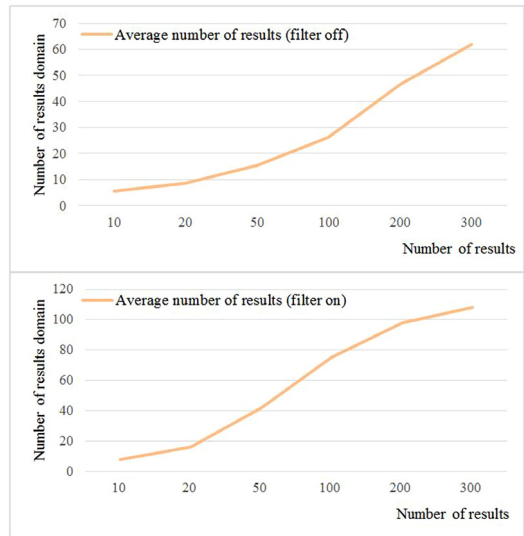 70
Average number of results (filter off)
60
50
40
30
20
10
0
Number of results domain
10 20 50 100 200 300
Number of results
120
Average number of results (filter on)
100
80
60
40
20
0
Number of results domain
10 20 50 100 200 300
Number of results